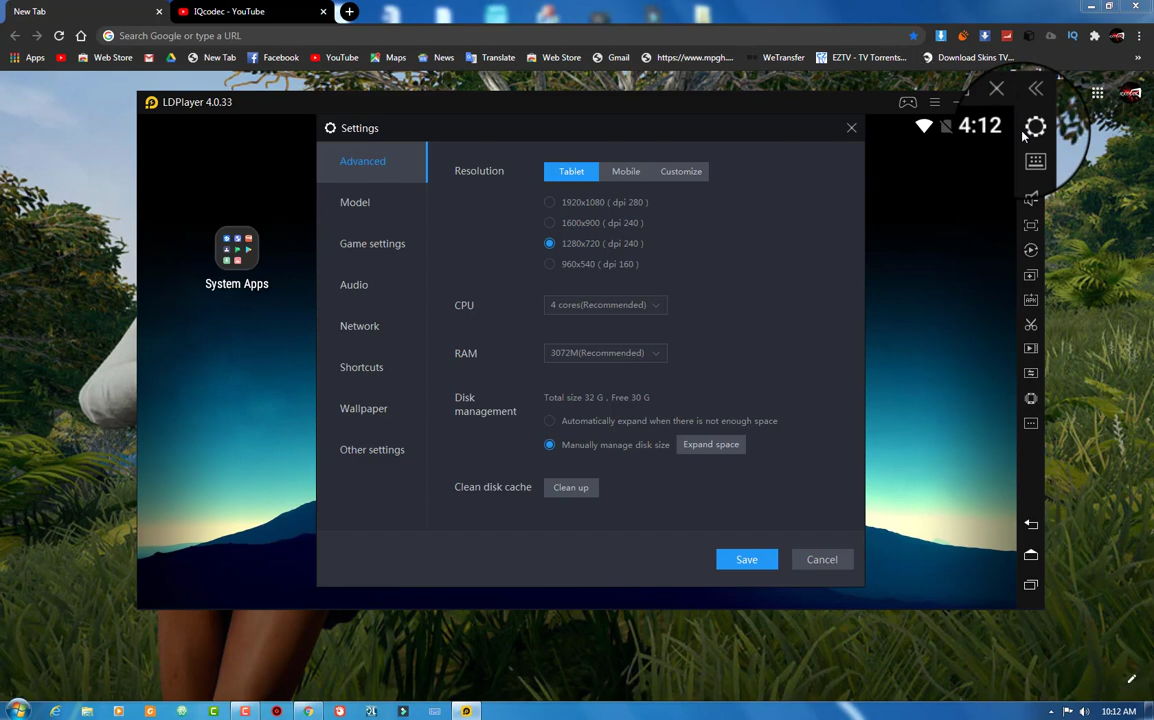 New Tab
IQcodec - YouTube
Search Google or type a URL
IQ
Apps
Web Store
New Tab
Facebook
YouTube
Maps
News
Translate
Web Store
Gmail
https://www.mpgh....
WeTransfer
EZTV - TV Torrents...
Download Skins TV...
LDPlayer 4.0.33
4:12
Settings
Advanced
Model
Game settings
Audio
Network
Shortcuts
Wallpaper
Other settings
Resolution
Tablet
Mobile
Customize
1920x1080 ( dpi 280 )
1600x900 ( dpi 240 )
1280x720 ( dpi 240 )
960x540 ( dpi 160 )
CPU
4 cores(Recommended)
RAM
3072M(Recommended)
Disk
management
Total size 32 G , Free 30 G
Automatically expand when there is not enough space
Manually manage disk size
Expand space
Clean disk cache
Clean up
Save
Cancel
System Apps
APK
10:12 AM